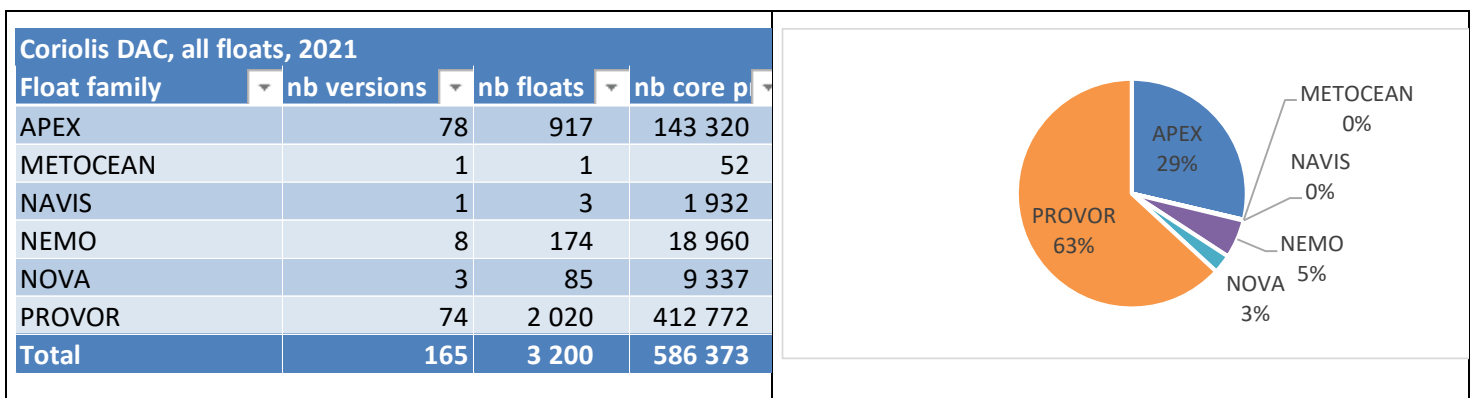 Coriolis DAC, all floats, 2021
Float family nb versions nb floats nb core p
APEX 78 917 143 320
METOCEAN 1 1 52
NAVIS 1 3 1 932
NEMO 8 174 18 960
NOVA 3 85 9 337
PROVOR 74 2 020 412 772
Total 165 3 200 586 373
METOCEAN
0%
APEX
29%
NAVIS
0%
PROVOR
63%
NEMO
5%
NOVA
3%